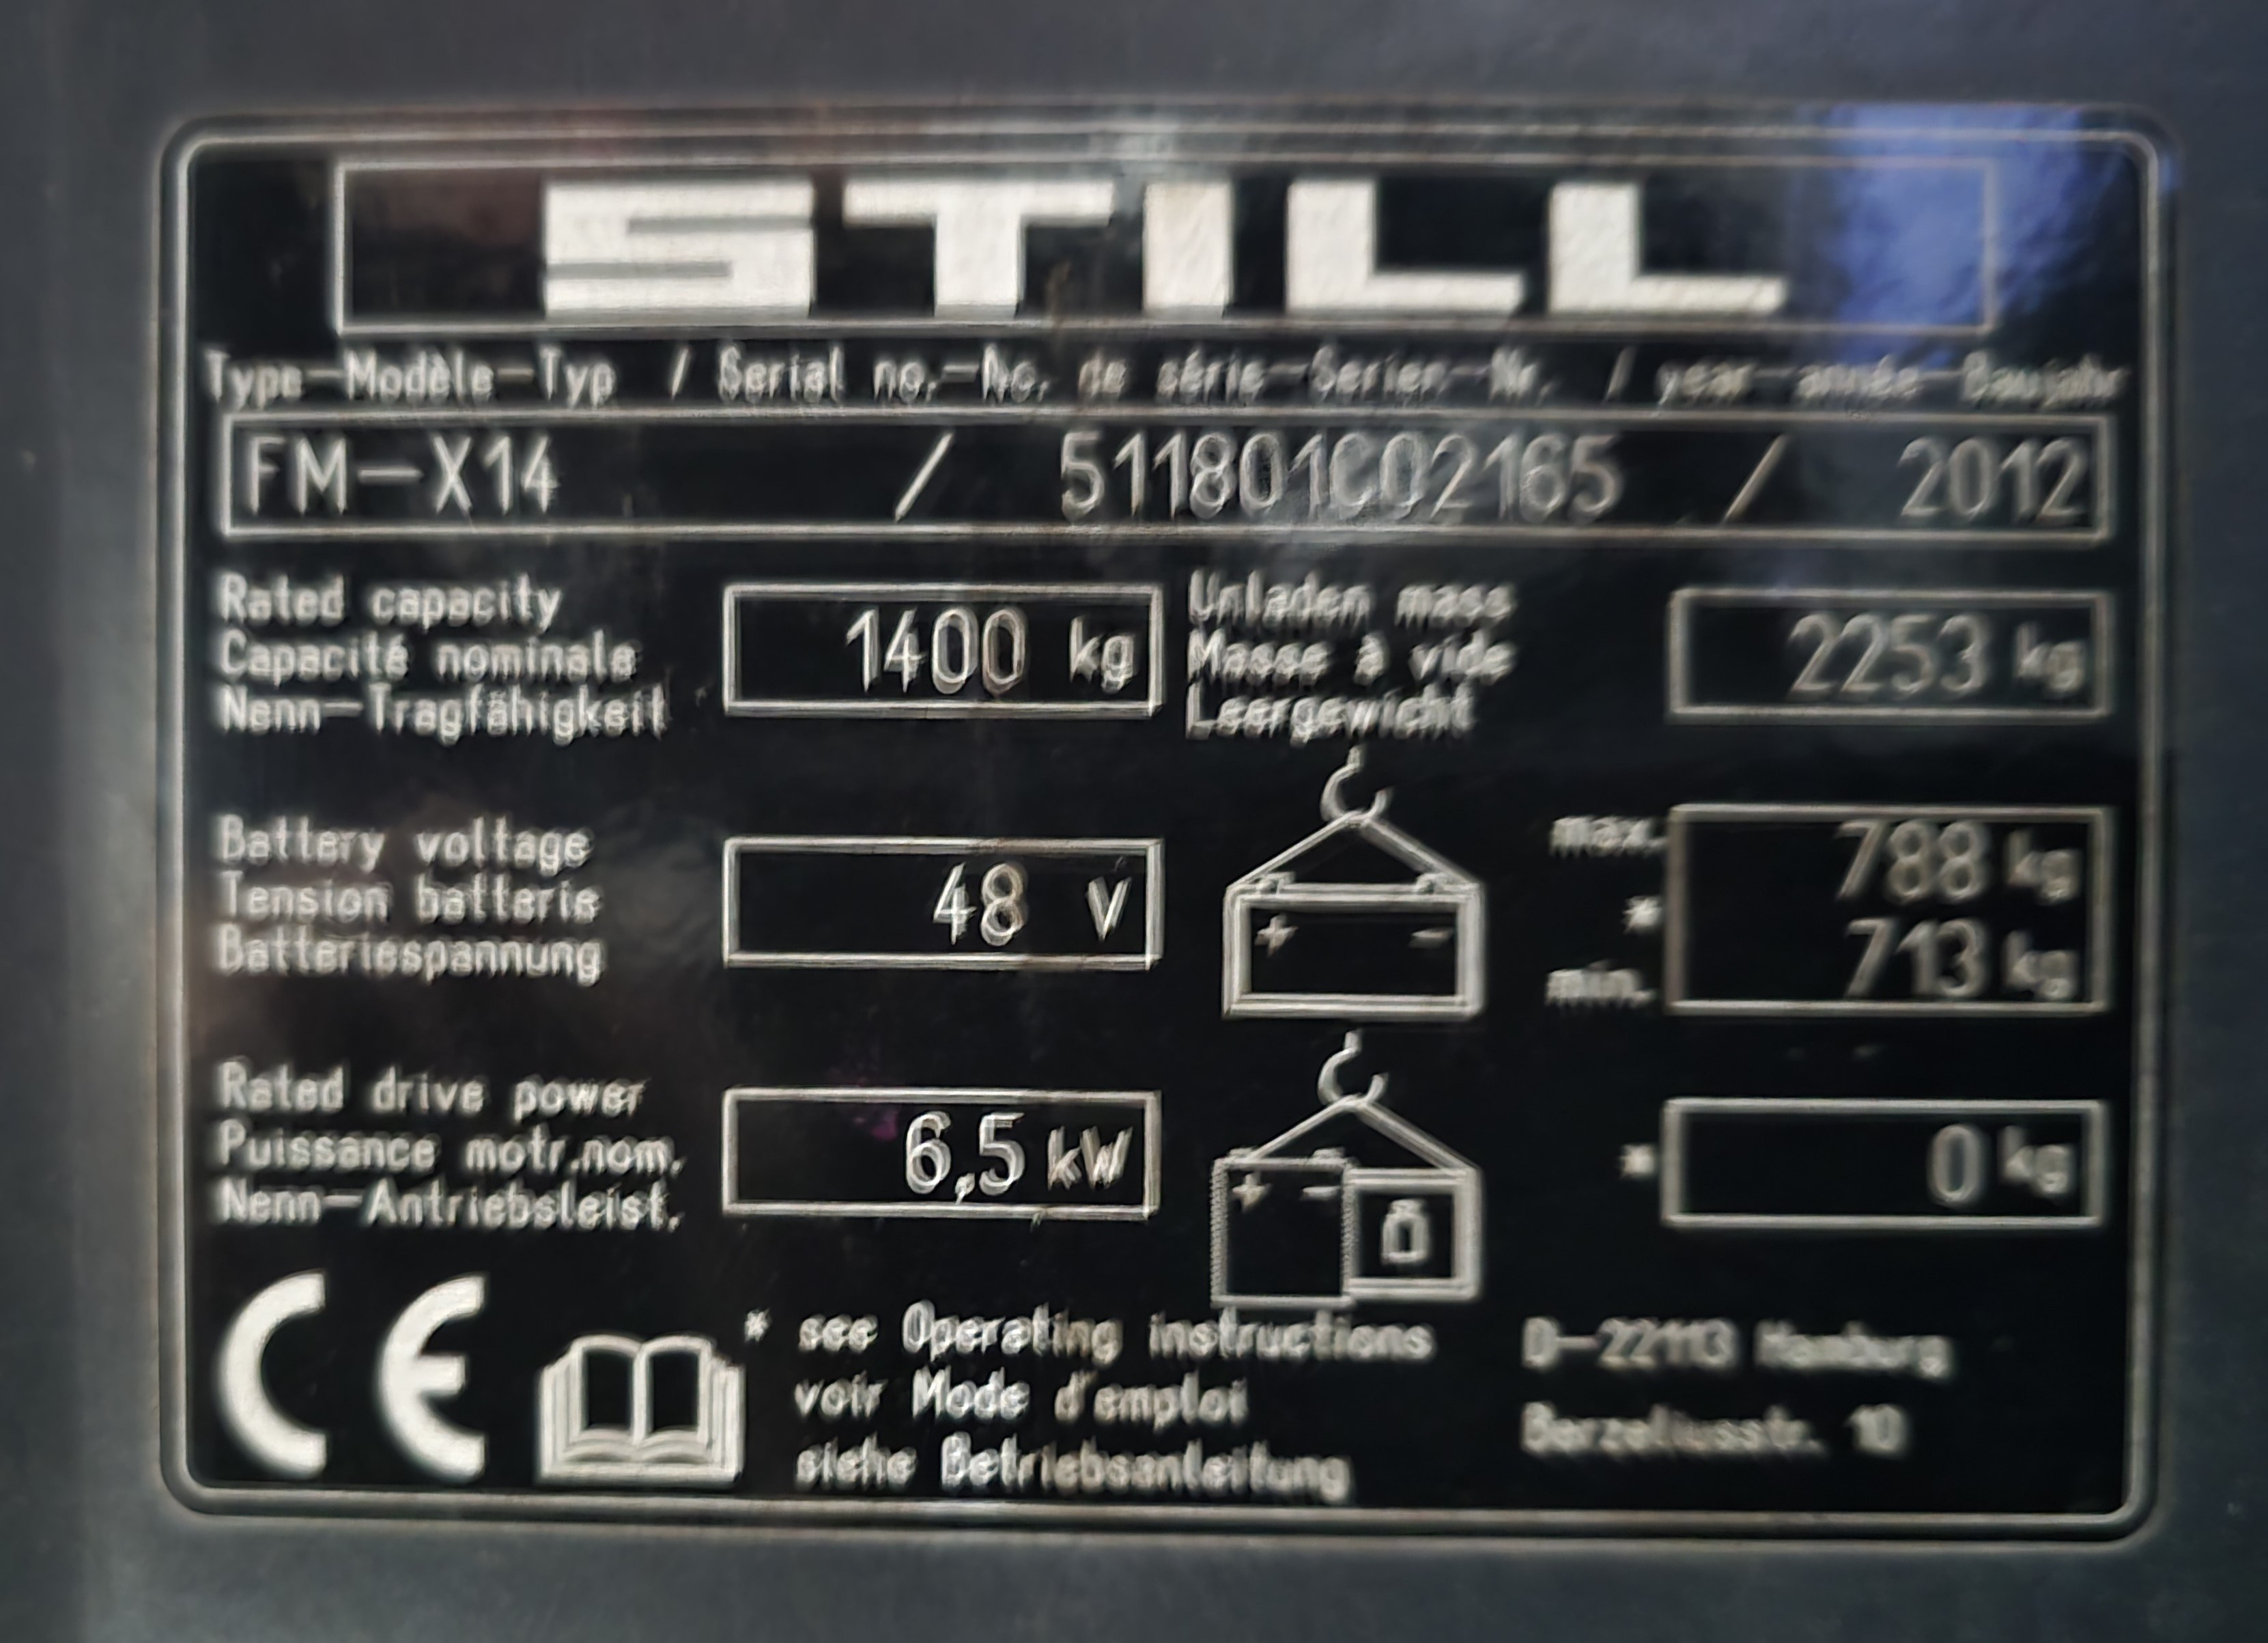 STILL
Type-Modèle-Typ / Serial no.-No. de série-Serien-Nr. / year-année-Baujahr
FM-X14 / 511801C02165 / 2012
Rated capacity
Capacité nominale
Nenn-Tragfähigkeit
1400 kg
Unladen mass
Masse à vide
Leergewicht
2253 kg
Battery voltage
Tension batterie
Batteriespannung
48 V
+ -
max. 788 kg
*
min. 713 kg
Rated drive power
Puissance motr.nom.
Nenn-Antriebsleist.
6,5 kW
+ -
* 0 kg
CE
* see Operating instructions
voir Mode d'emploi
siehe Betriebsanleitung
D-22113 Hamburg
Berzeliusstr. 10